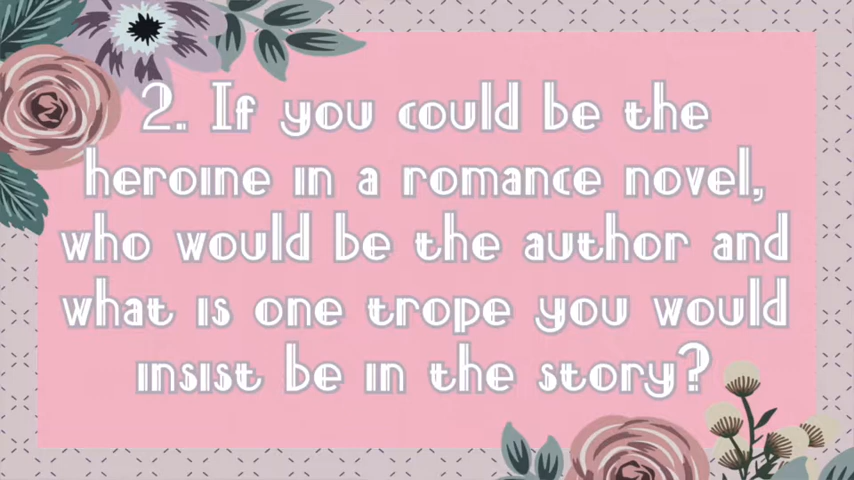 2. If you could be the
heroine in a romance novel,
who would be the author and
what is one trope you would
insist be in the story?